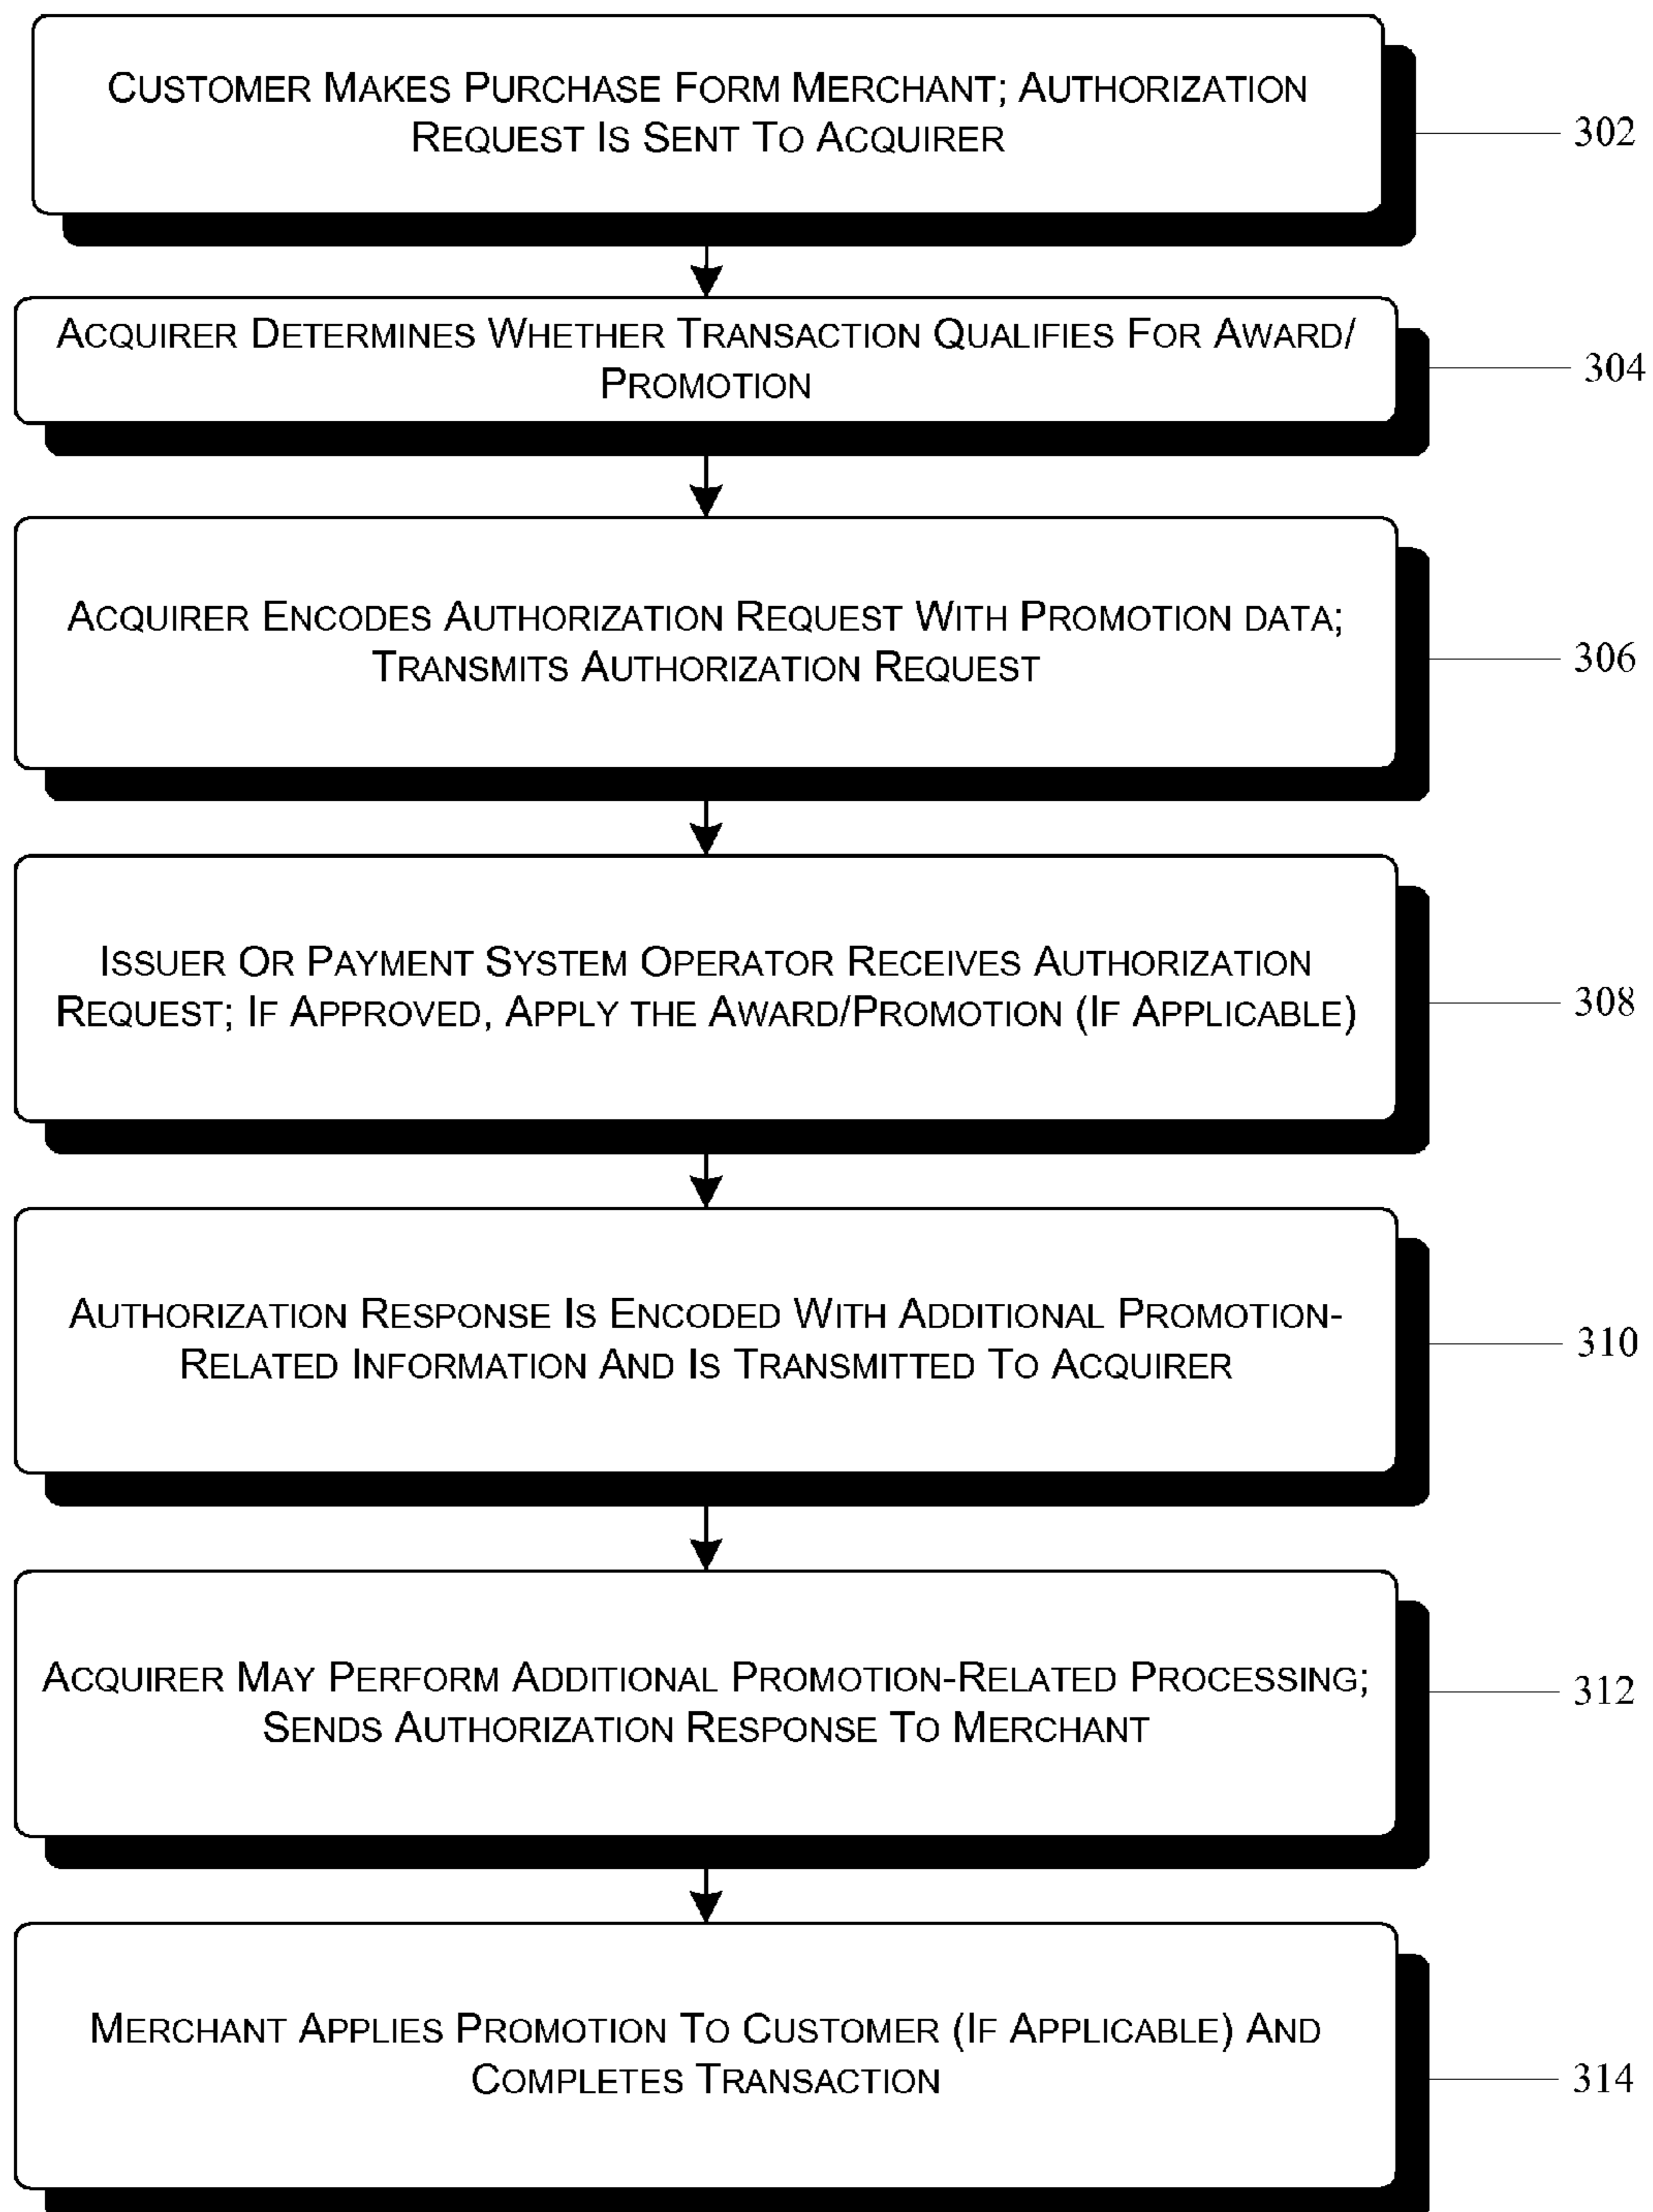 CUSTOMER MAKES PURCHASE FORM MERCHANT; AUTHORIZATION
REQUEST IS SENT TO ACQUIRER
302
ACQUIRER DETERMINES WHETHER TRANSACTION QUALIFIES FOR AWARD/
PROMOTION
304
ACQUIRER ENCODES AUTHORIZATION REQUEST WITH PROMOTION DATA;
TRANSMITS AUTHORIZATION REQUEST
306
ISSUER OR PAYMENT SYSTEM OPERATOR RECEIVES AUTHORIZATION
REQUEST; IF APPROVED, APPLY THE AWARD/PROMOTION (IF APPLICABLE)
308
AUTHORIZATION RESPONSE IS ENCODED WITH ADDITIONAL PROMOTION-
RELATED INFORMATION AND IS TRANSMITTED TO ACQUIRER
310
ACQUIRER MAY PERFORM ADDITIONAL PROMOTION-RELATED PROCESSING;
SENDS AUTHORIZATION RESPONSE TO MERCHANT
312
MERCHANT APPLIES PROMOTION TO CUSTOMER (IF APPLICABLE) AND
COMPLETES TRANSACTION
314